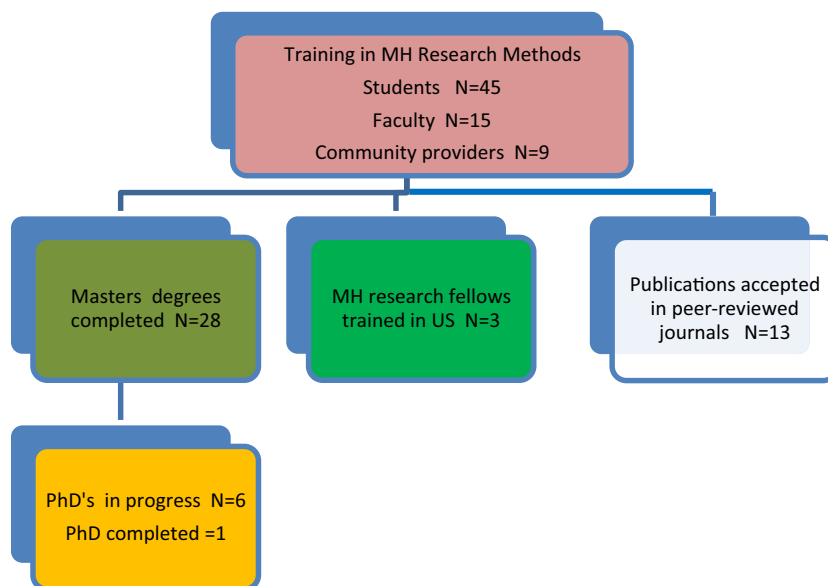 Training in MH Research Methods
Students N=45
Faculty N=15
Community providers N=9
Masters degrees
completed N=28
MH research fellows
trained in US N=3
Publications accepted
in peer-reviewed
journals N=13
PhD's in progress N=6
PhD completed =1